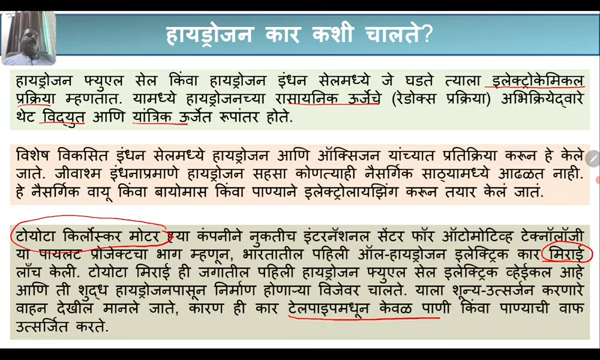 हायड्रोजन कार कशी चालते?
हायड्रोजन फ्युएल सेल किंवा हायड्रोजन इंधन सेलमध्ये जे घडते त्याला इलेक्ट्रोकेमिकल
प्रक्रिया म्हणतात. यामध्ये हायड्रोजनच्या रासायनिक ऊर्जेचे (रेडोक्स प्रक्रिया) अभिक्रियेद्वारे
थेट विद्युत आणि यांत्रिक ऊर्जेत रूपांतर होते.
विशेष विकसित इंधन सेलमध्ये हायड्रोजन आणि ऑक्सिजन यांच्यात प्रतिक्रिया करून हे केले
जाते. जीवाश्म इंधनाप्रमाणे हायड्रोजन सहसा कोणत्याही नैसर्गिक साठ्यामध्ये आढळत नाही.
हे नैसर्गिक वायू किंवा बायोमास किंवा पाण्याने इलेक्ट्रोलायझिंग करून तयार केलं जातं.
टोयोटा किर्लोस्कर मोटर ह्या कंपनीने नुकतीच इंटरनॅशनल सेंटर फॉर ऑटोमोटिव्ह टेक्नॉलॉजी
या पायलट प्रोजेक्टचा भाग म्हणून, भारतातील पहिली ऑल-हायड्रोजन इलेक्ट्रिक कार मिराई
लाँच केली. टोयोटा मिराई ही जगातील पहिली हायड्रोजन फ्युएल सेल इलेक्ट्रिक व्हेईकल आहे
आणि ती शुद्ध हायड्रोजनपासून निर्माण होणाऱ्या विजेवर चालते. याला शून्य-उत्सर्जन करणारे
वाहन देखील मानले जाते, कारण ही कार टेलपाइपमधून केवळ पाणी किंवा पाण्याची वाफ
उत्सर्जित करते.